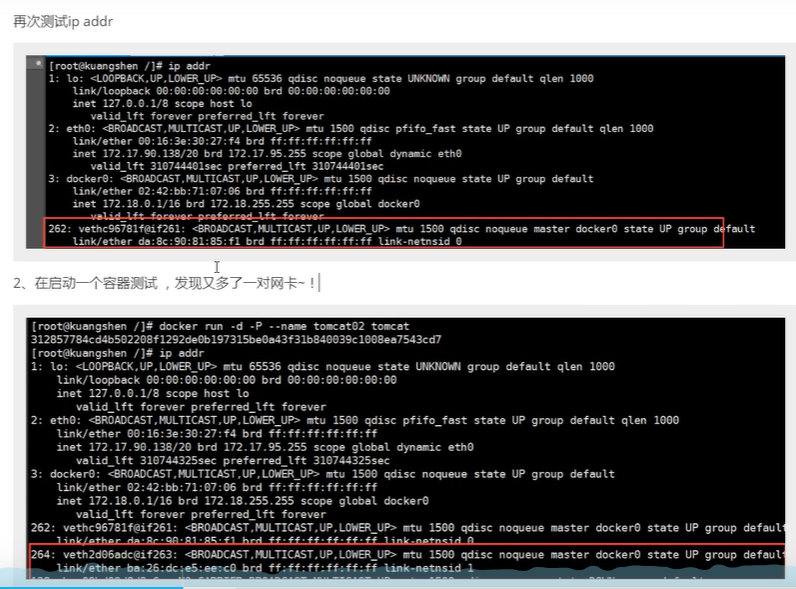 再次测试ip addr
[root@kuangshen /]# ip addr
1: lo: <LOOPBACK,UP,LOWER_UP> mtu 65536 qdisc noqueue state UNKNOWN group default qlen 1000
link/loopback 00:00:00:00:00:00 brd 00:00:00:00:00:00
inet 127.0.0.1/8 scope host lo
valid_lft forever preferred_lft forever
2: eth0: <BROADCAST,MULTICAST,UP,LOWER_UP> mtu 1500 qdisc pfifo_fast state UP group default qlen 1000
link/ether 00:16:3e:30:27:f4 brd ff:ff:ff:ff:ff:ff
inet 172.17.90.138/20 brd 172.17.95.255 scope global dynamic eth0
valid_lft 310744401sec preferred_lft 310744401sec
3: docker0: <BROADCAST,MULTICAST,UP,LOWER_UP> mtu 1500 qdisc noqueue state UP group default
link/ether 02:42:bb:71:07:06 brd ff:ff:ff:ff:ff:ff
inet 172.18.0.1/16 brd 172.18.255.255 scope global docker0
valid_lft forever preferred_lft forever
262: vethc96781f@if261: <BROADCAST,MULTICAST,UP,LOWER_UP> mtu 1500 qdisc noqueue master docker0 state UP group default
link/ether da:8c:90:81:85:f1 brd ff:ff:ff:ff:ff:ff link-netnsid 0
2、在启动一个容器测试 ，发现又多了一对网卡~！
[root@kuangshen /]# docker run -d -P --name tomcat02 tomcat
312857784cd4b502208f1292de0b197315be0a43f31b840039c1008ea7543cd7
[root@kuangshen /]# ip addr
1: lo: <LOOPBACK,UP,LOWER_UP> mtu 65536 qdisc noqueue state UNKNOWN group default qlen 1000
link/loopback 00:00:00:00:00:00 brd 00:00:00:00:00:00
inet 127.0.0.1/8 scope host lo
valid_lft forever preferred_lft forever
2: eth0: <BROADCAST,MULTICAST,UP,LOWER_UP> mtu 1500 qdisc pfifo_fast state UP group default qlen 1000
link/ether 00:16:3e:30:27:f4 brd ff:ff:ff:ff:ff:ff
inet 172.17.90.138/20 brd 172.17.95.255 scope global dynamic eth0
valid_lft 310744325sec preferred_lft 310744325sec
3: docker0: <BROADCAST,MULTICAST,UP,LOWER_UP> mtu 1500 qdisc noqueue state UP group default
link/ether 02:42:bb:71:07:06 brd ff:ff:ff:ff:ff:ff
inet 172.18.0.1/16 brd 172.18.255.255 scope global docker0
valid_lft forever preferred_lft forever
262: vethc96781f@if261: <BROADCAST,MULTICAST,UP,LOWER_UP> mtu 1500 qdisc noqueue master docker0 state UP group default
link/ether da:8c:90:81:85:f1 brd ff:ff:ff:ff:ff:ff link-netnsid 0
264: veth2d06adc@if263: <BROADCAST,MULTICAST,UP,LOWER_UP> mtu 1500 qdisc noqueue master docker0 state UP group default
link/ether ba:26:dc:e5:ee:c0 brd ff:ff:ff:ff:ff:ff link-netnsid 1